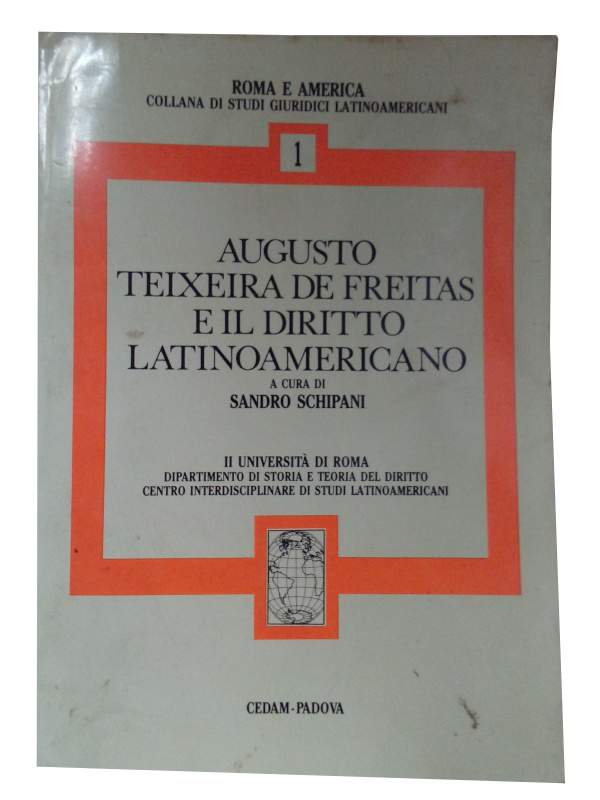 ROMA E AMERICA
COLLANA DI STUDI GIURIDICI LATINOAMERICANI
1
AUGUSTO
TEIXEIRA DE FREITAS
E IL DIRITTO
LATINOAMERICANO
A CURA DI
SANDRO SCHIPANI
II UNIVERSITÀ DI ROMA
DIPARTIMENTO DI STORIA E TEORIA DEL DIRITTO
CENTRO INTERDISCIPLINARE DI STUDI LATINOAMERICANI
CEDAM-PADOVA